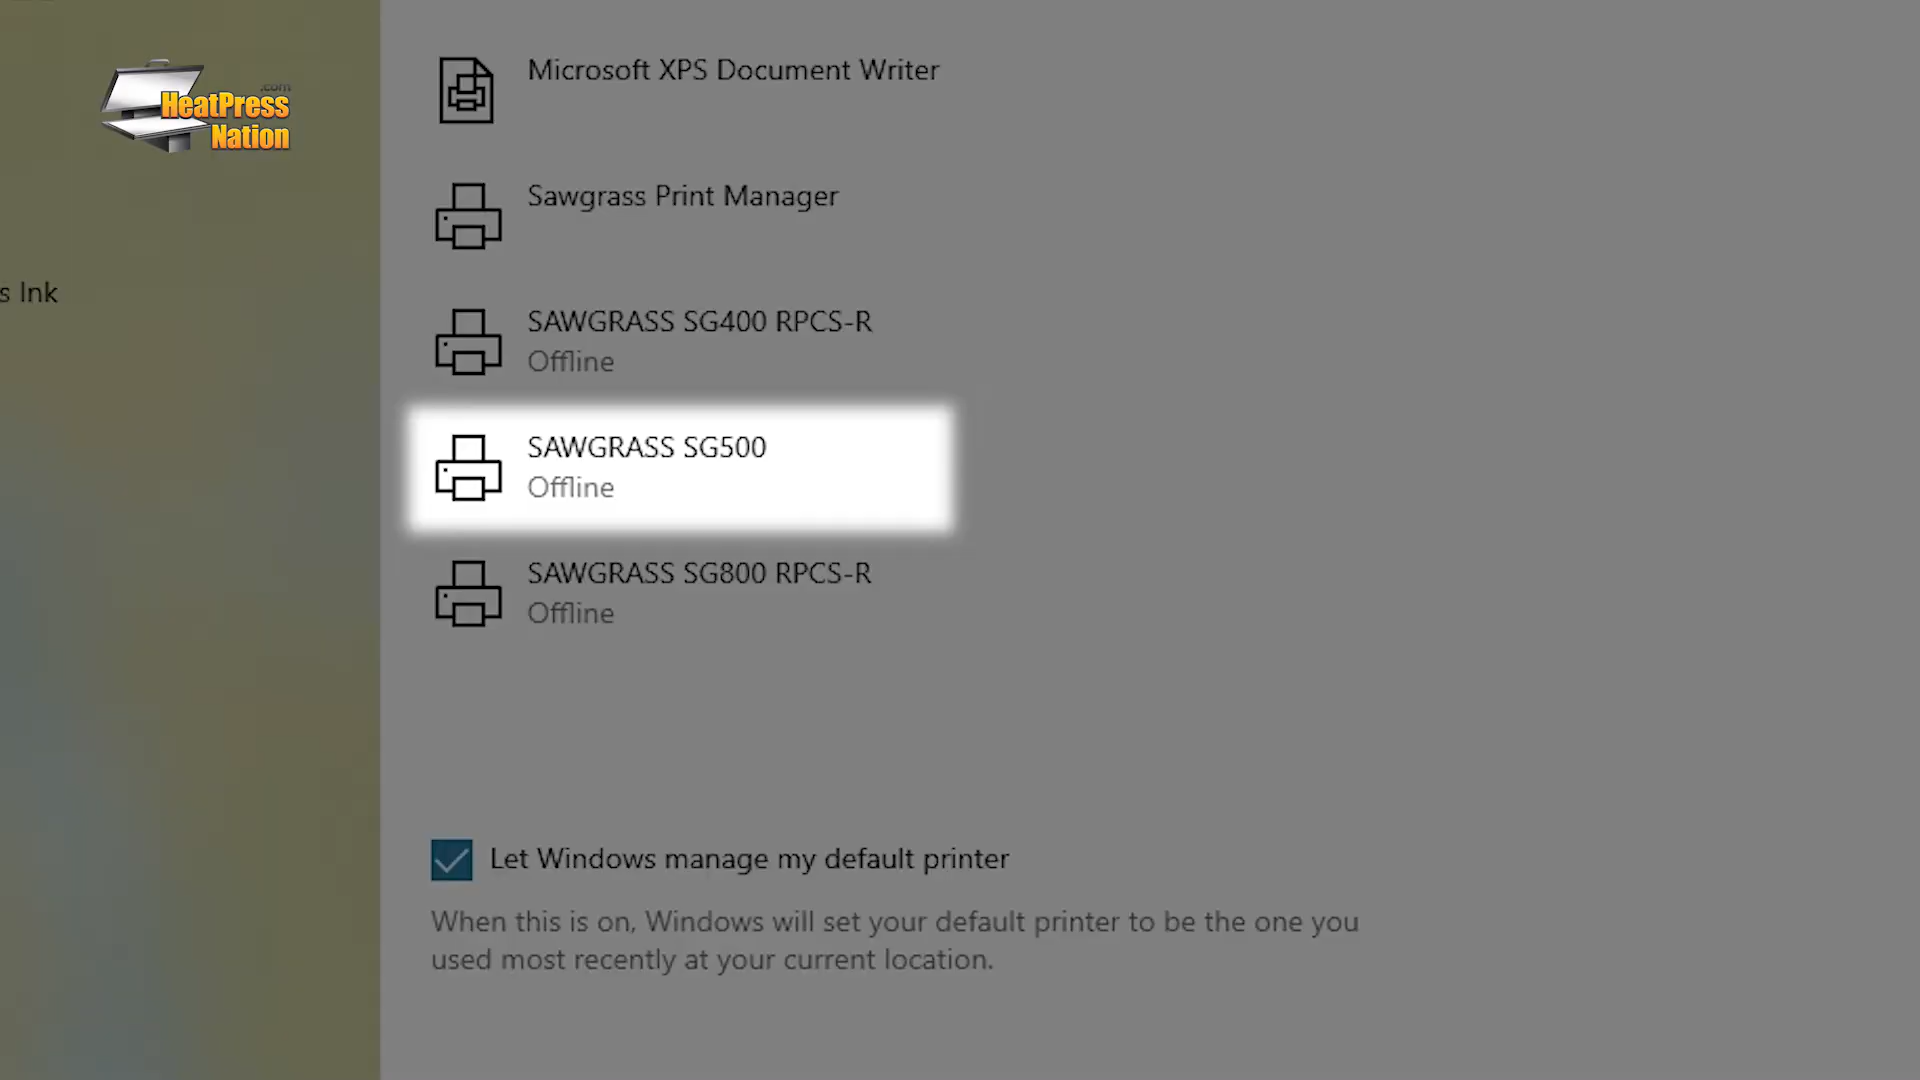 .com
HeatPress
Nation
s Ink
Microsoft XPS Document Writer
Sawgrass Print Manager
SAWGRASS SG400 RPCS-R
Offline
SAWGRASS SG500
Offline
SAWGRASS SG800 RPCS-R
Offline
Let Windows manage my default printer
When this is on, Windows will set your default printer to be the one you
used most recently at your current location.